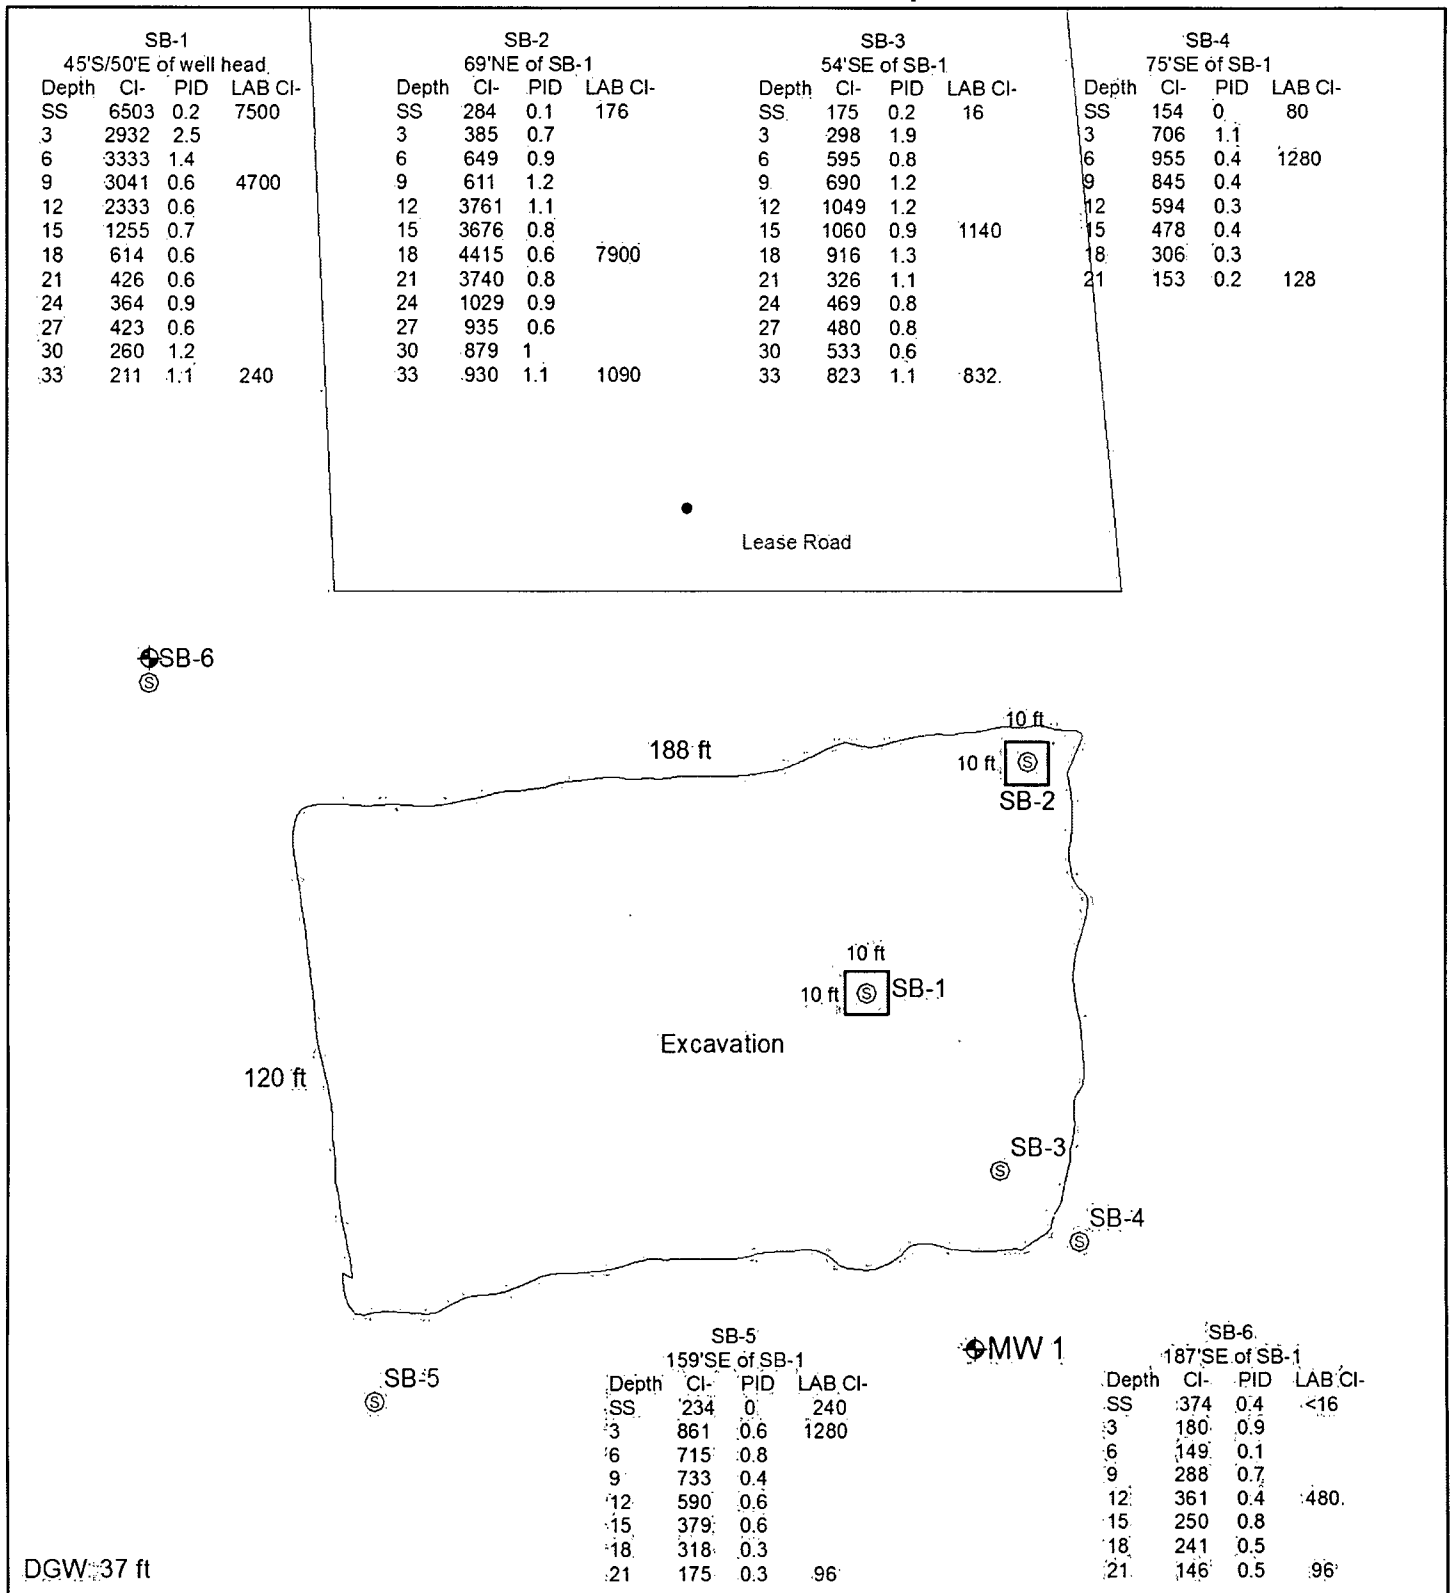 SB-1
45'S/50'E of well head
Depth Cl- PID LAB Cl-
SS 6503 0.2 7500
3 2932 2.5
6 3333 1.4
9 3041 0.6 4700
12 2333 0.6
15 1255 0.7
18 614 0.6
21 426 0.6
24 364 0.9
27 423 0.6
30 260 1.2
33 211 1.1 240
SB-2
69'NE of SB-1
Depth Cl- PID LAB Cl-
SS 284 0.1 176
3 385 0.7
6 649 0.9
9 611 1.2
12 3761 1.1
15 3676 0.8
18 4415 0.6 7900
21 3740 0.8
24 1029 0.9
27 935 0.6
30 879 1
33 930 1.1 1090
SB-3
54'SE of SB-1
Depth Cl- PID LAB Cl-
SS 175 0.2 16
3 298 1.9
6 595 0.8
9 690 1.2
12 1049 1.2
15 1060 0.9 1140
18 916 1.3
21 326 1.1
24 469 0.8
27 480 0.8
30 533 0.6
33 823 1.1 832
SB-4
75'SE of SB-1
Depth Cl- PID LAB Cl-
SS 154 0 80
3 706 1.1
6 955 0.4 1280
9 845 0.4
12 594 0.3
15 478 0.4
18 306 0.3
21 153 0.2 128
Lease Road
SB-6
S
188 ft
10 ft
10 ft
S
SB-2
10 ft
10 ft
S
SB-1
Excavation
120 ft
SB-3
S
SB-4
S
MW 1
SB-5
S
SB-5
159'SE of SB-1
Depth Cl- PID LAB Cl-
SS 234 0 240
3 861 0.6 1280
6 715 0.8
9 733 0.4
12 590 0.6
15 379 0.6
18 318 0.3
21 175 0.3 96
SB-6
187'SE of SB-1
Depth Cl- PID LAB Cl-
SS 374 0.4 <16
3 180 0.9
6 149 0.1
9 288 0.7
12 361 0.4 480
15 250 0.8
18 241 0.5
21 146 0.5 96
DGW: 37 ft